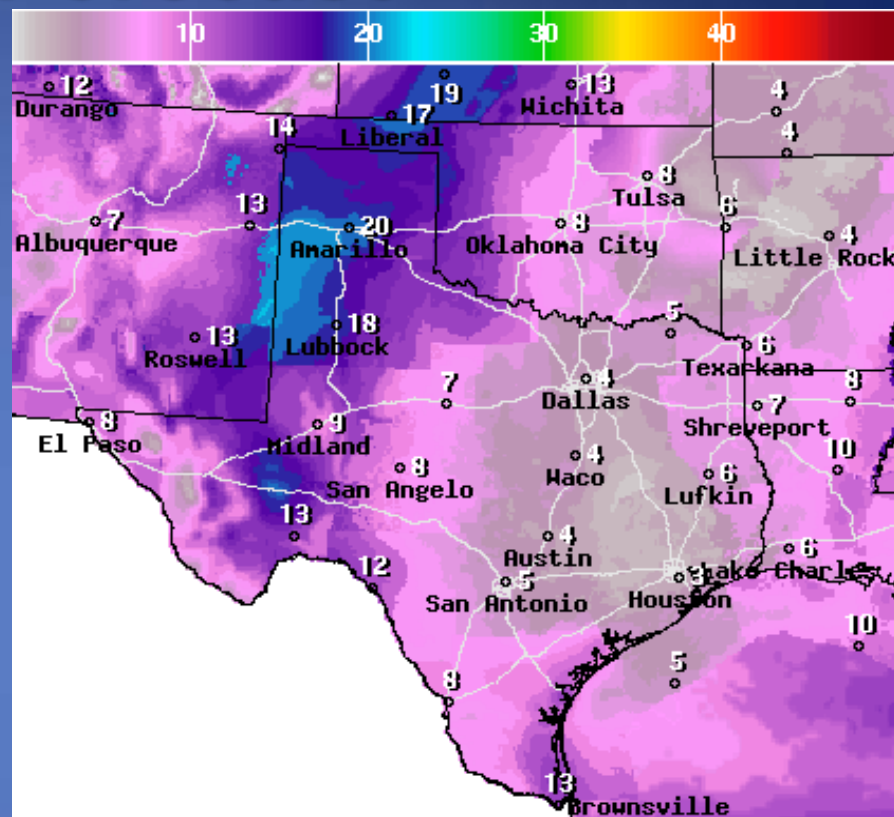 10 20 30 40
12 Durango
19
13 Wichita
4
17 Liberal
14
4
8 Tulsa
7 Albuquerque
13
20 Amarillo
8 Oklahoma City
6
4 Little Rock
13 Roswell
18 Lubbock
5
6 Texarkana
7
4 Dallas
7 Shreveport
8
8 El Paso
9 Midland
8 San Angelo
4 Waco
6 Lufkin
10
13
4 Austin
6 Lake Charles
12
5 San Antonio
3 Houston
10
8
5
13 Brownsville